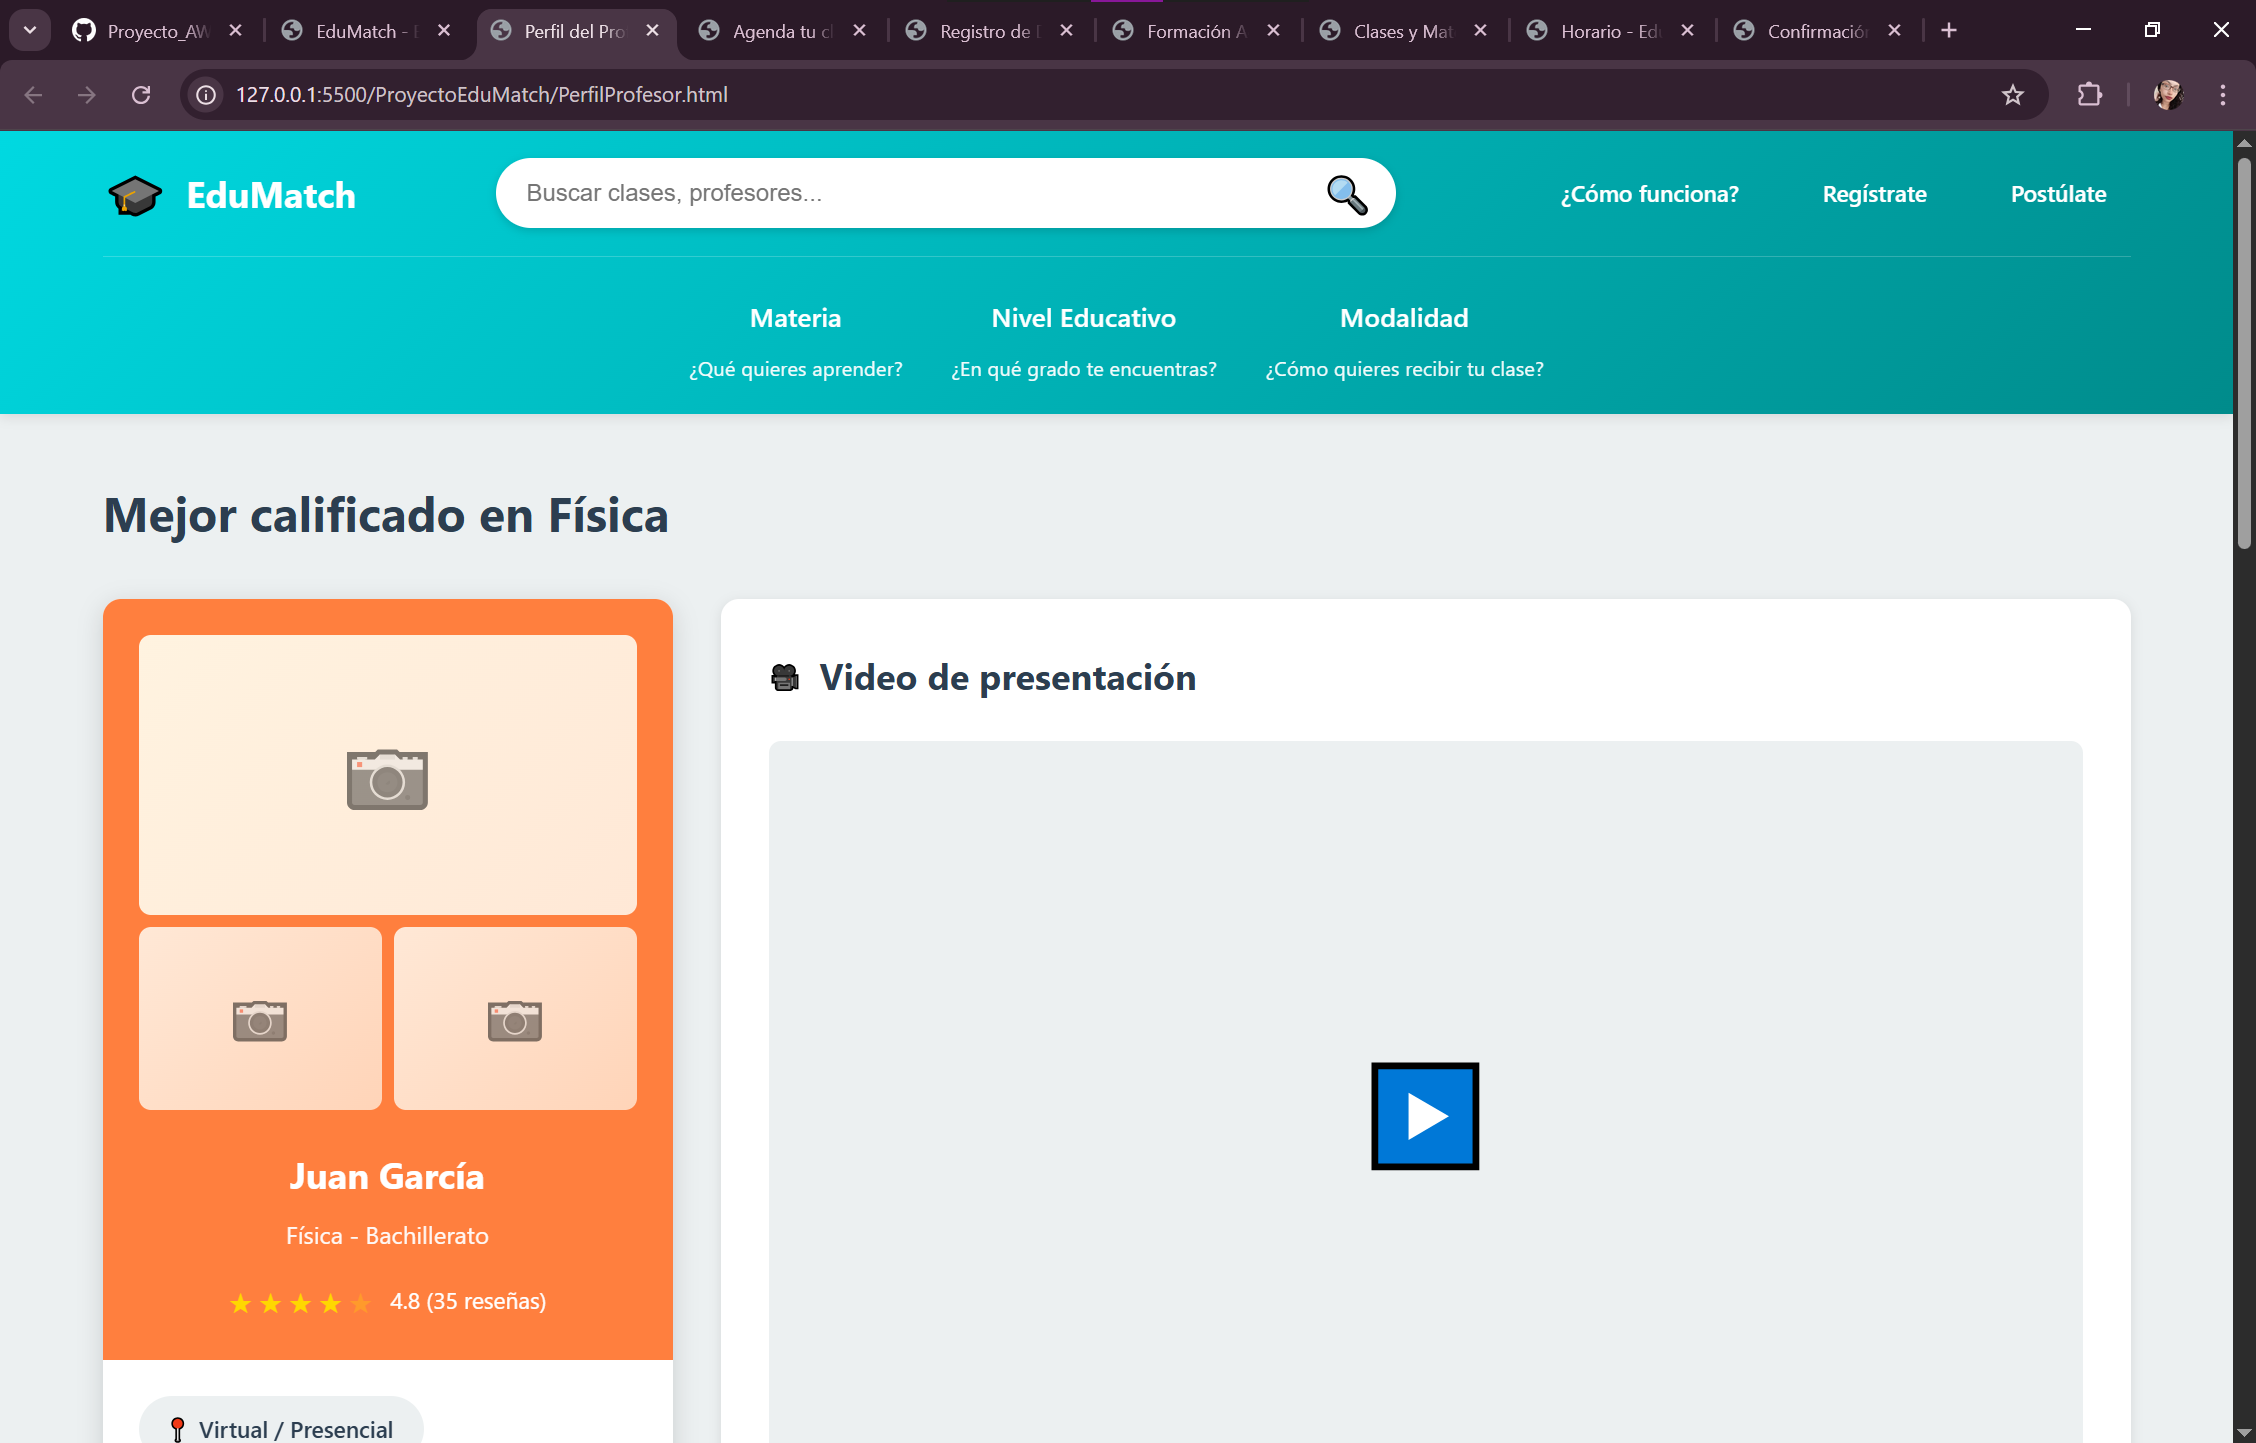 Proyecto_AW
EduMatch -
Perfil del Pro
Agenda tu cl
Registro de
Formación A
Clases y Mat
Horario - Ed
Confirmació
127.0.0.1:5500/ProyectoEduMatch/PerfilProfesor.html
EduMatch
Buscar clases, profesores...
¿Cómo funciona?
Regístrate
Postúlate
Materia
Nivel Educativo
Modalidad
¿Qué quieres aprender?
¿En qué grado te encuentras?
¿Cómo quieres recibir tu clase?
Mejor calificado en Física
Video de presentación
Juan García
Física - Bachillerato
4.8 (35 reseñas)
Virtual / Presencial